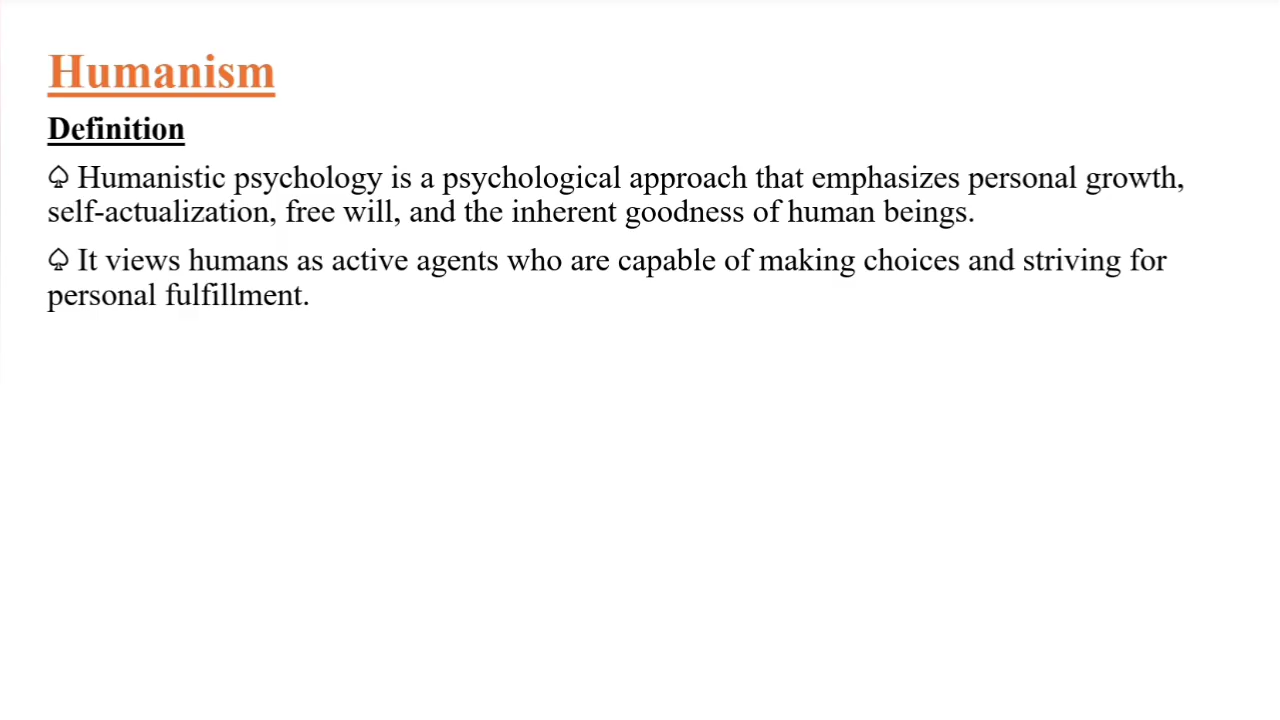 Humanism
Definition
♤ Humanistic psychology is a psychological approach that emphasizes personal growth,
self-actualization, free will, and the inherent goodness of human beings.
♤ It views humans as active agents who are capable of making choices and striving for
personal fulfillment.